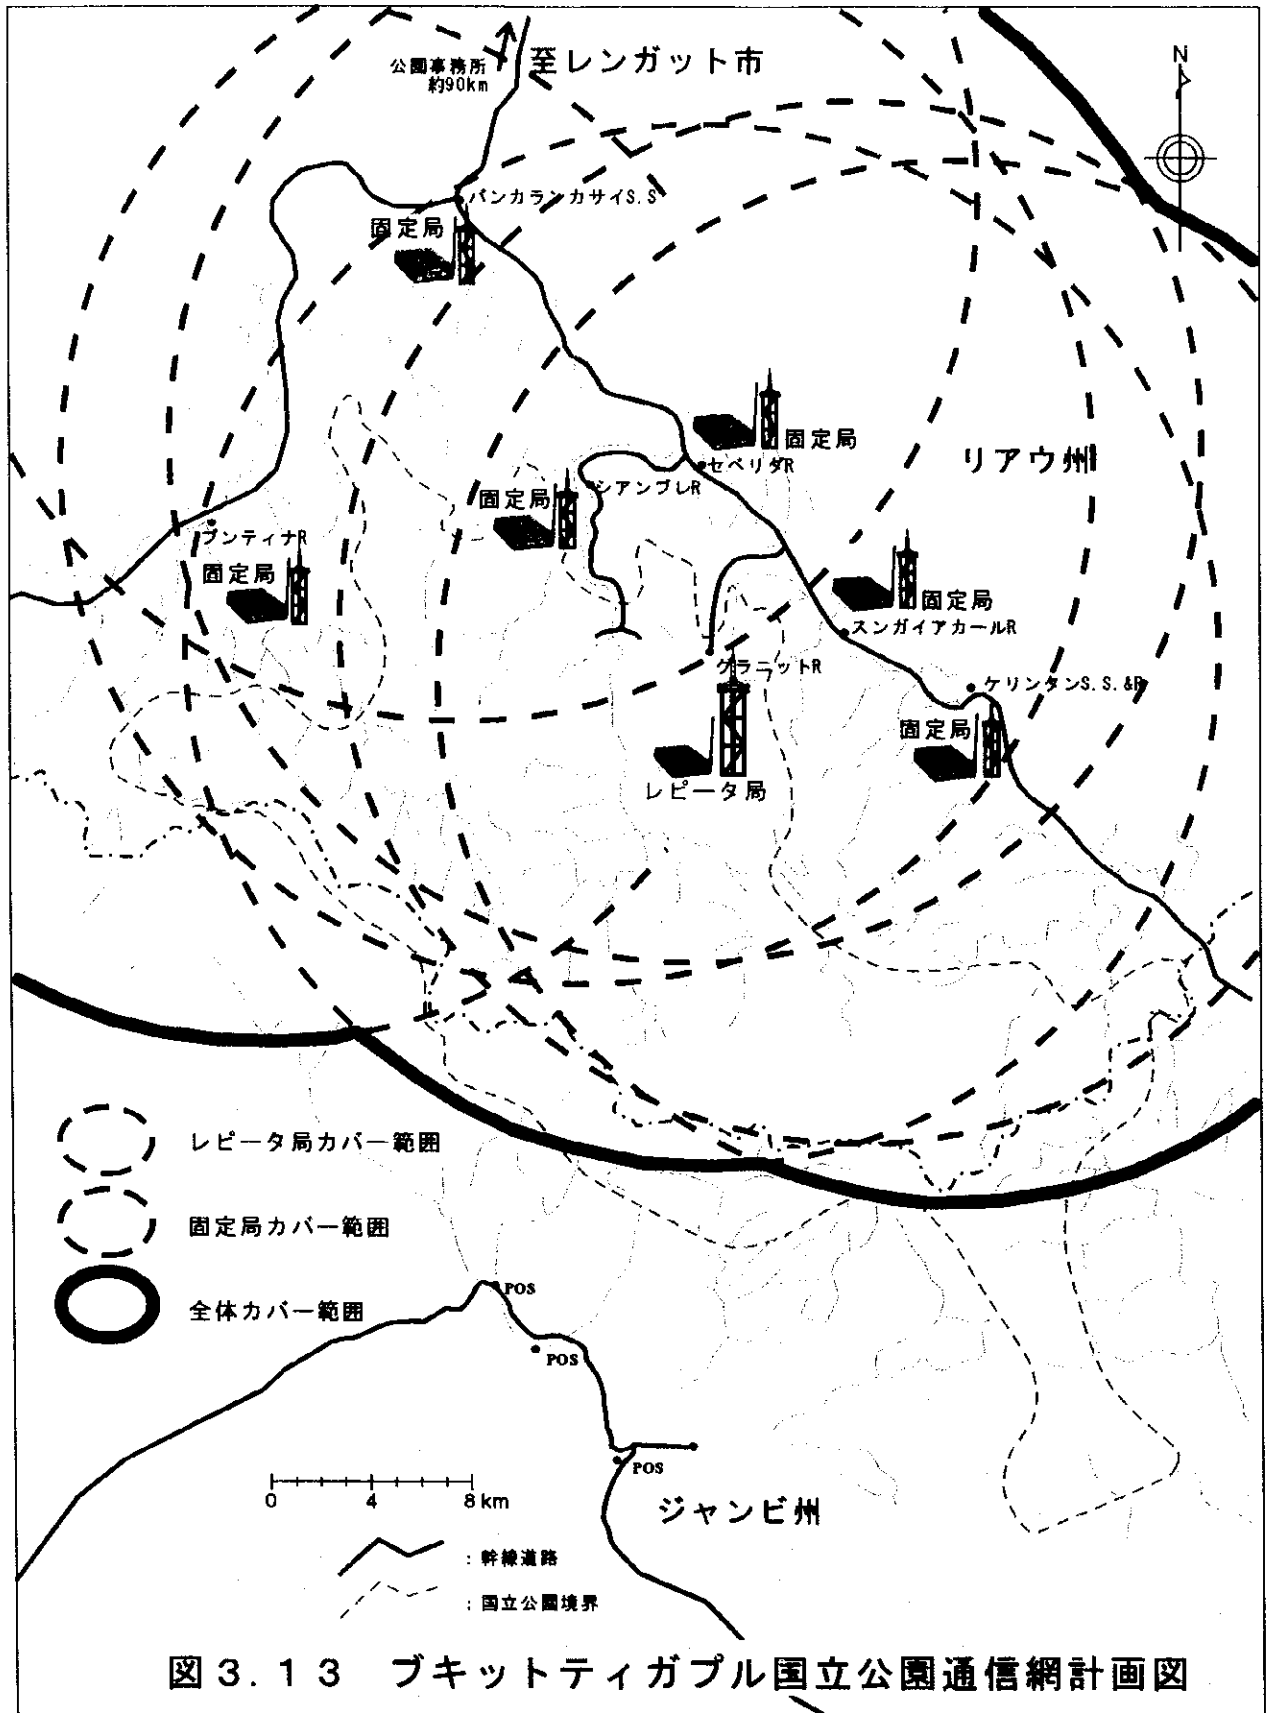 公園事務所
約90km
至レンガット市
N
パンカランカサイS.S
固定局
固定局
セベリダR
リアウ州
シアンブレR
固定局
ブンティナR
固定局
固定局
スンガイアカールR
グラニットR
ケリンタンS.S.&R
固定局
レピータ局
レピータ局カバー範囲
固定局カバー範囲
全体カバー範囲
POS
POS
POS
0 4 8km
ジャンビ州
: 幹線道路
: 国立公園境界
図3.13 ブキットティガプル国立公園通信網計画図